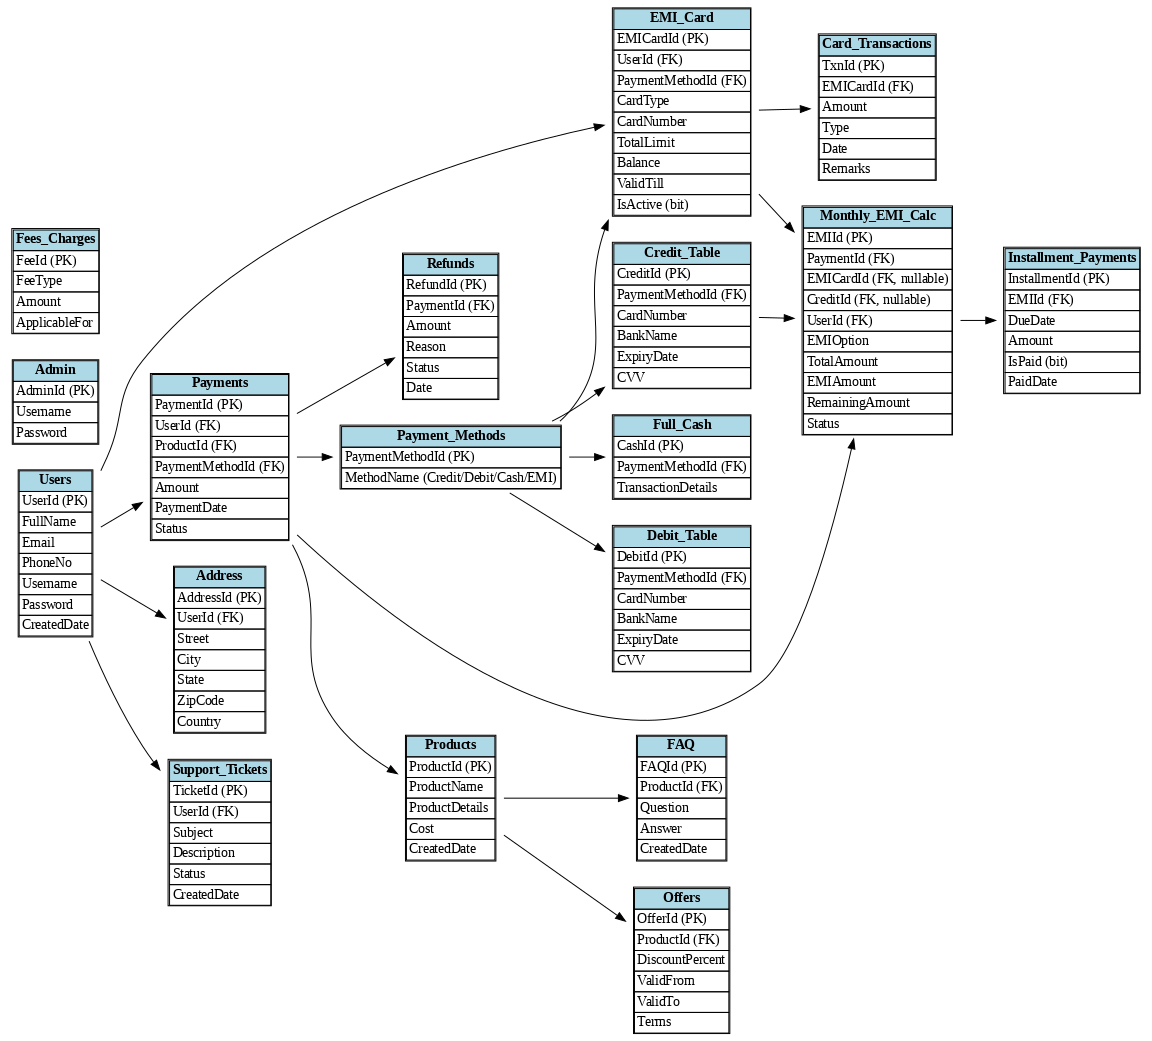 EMI_Card
EMICardId (PK)
UserId (FK)
PaymentMethodId (FK)
CardType
CardNumber
TotalLimit
Balance
ValidTill
IsActive (bit)
Card_Transactions
TxnId (PK)
EMICardId (FK)
Amount
Type
Date
Remarks
Fees_Charges
FeeId (PK)
FeeType
Amount
ApplicableFor
Admin
AdminId (PK)
Username
Password
Users
UserId (PK)
FullName
Email
PhoneNo
Username
Password
CreatedDate
Payments
PaymentId (PK)
UserId (FK)
ProductId (FK)
PaymentMethodId (FK)
Amount
PaymentDate
Status
Address
AddressId (PK)
UserId (FK)
Street
City
State
ZipCode
Country
Support_Tickets
TicketId (PK)
UserId (FK)
Subject
Description
Status
CreatedDate
Refunds
RefundId (PK)
PaymentId (FK)
Amount
Reason
Status
Date
Payment_Methods
PaymentMethodId (PK)
MethodName (Credit/Debit/Cash/EMI)
Products
ProductId (PK)
ProductName
ProductDetails
Cost
CreatedDate
Credit_Table
CreditId (PK)
PaymentMethodId (FK)
CardNumber
BankName
ExpiryDate
CVV
Full_Cash
CashId (PK)
PaymentMethodId (FK)
TransactionDetails
Debit_Table
DebitId (PK)
PaymentMethodId (FK)
CardNumber
BankName
ExpiryDate
CVV
FAQ
FAQId (PK)
ProductId (FK)
Question
Answer
CreatedDate
Offers
OfferId (PK)
ProductId (FK)
DiscountPercent
ValidFrom
ValidTo
Terms
Monthly_EMI_Calc
EMIId (PK)
PaymentId (FK)
EMICardId (FK, nullable)
CreditId (FK, nullable)
UserId (FK)
EMIOption
TotalAmount
EMIAmount
RemainingAmount
Status
Installment_Payments
InstallmentId (PK)
EMIId (FK)
DueDate
Amount
IsPaid (bit)
PaidDate